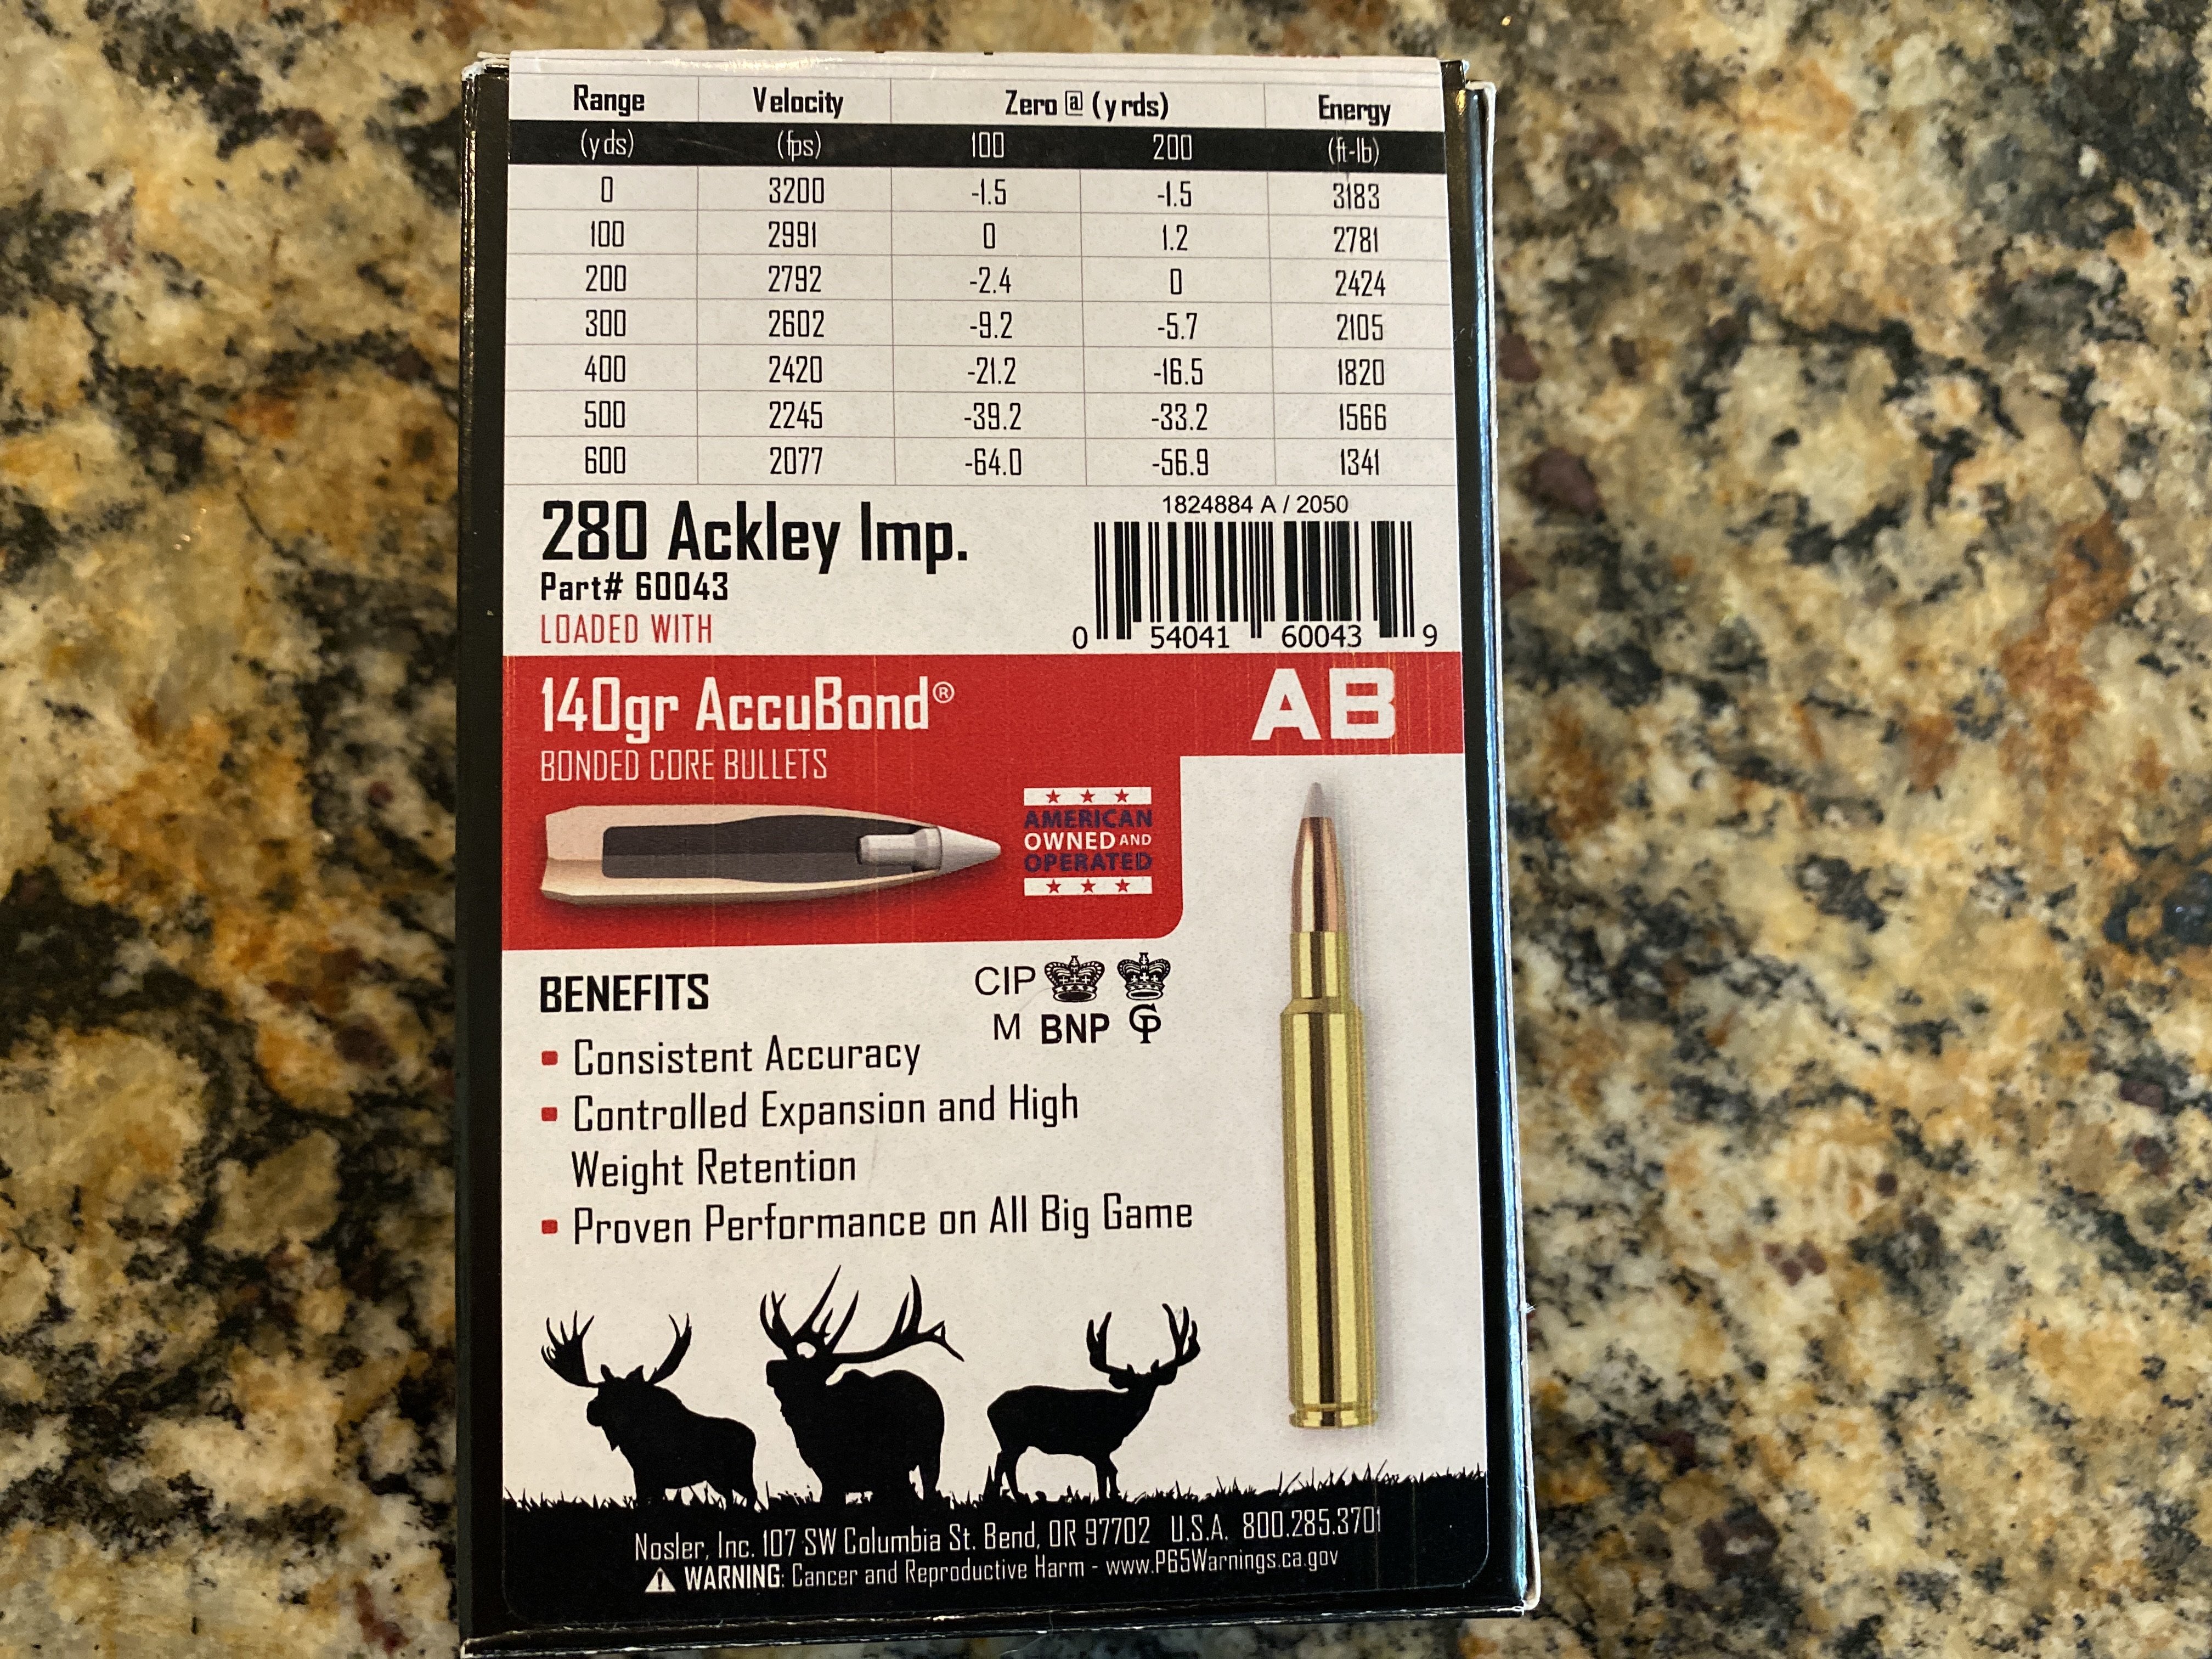 Range Velocity Zero @ (yrds) Energy
(yds) (fps) 100 200 (ft-lb)
0 3200 -1.5 -1.5 3183
100 2991 0 1.2 2781
200 2792 -2.4 0 2424
300 2602 -9.2 -5.7 2105
400 2420 -21.2 -16.5 1820
500 2245 -39.2 -33.2 1566
600 2077 -64.0 -56.9 1341
280 Ackley Imp.
Part# 60043
LOADED WITH
1824884 A / 2050
0 54041 60043 9
140gr AccuBond®
BONDED CORE BULLETS
AB
AMERICAN
OWNED AND
OPERATED
BENEFITS
CIP
M BNP GP
Consistent Accuracy
Controlled Expansion and High
Weight Retention
Proven Performance on All Big Game
Nosler, Inc. 107 SW Columbia St. Bend, OR 97702 U.S.A. 800.285.3701
WARNING: Cancer and Reproductive Harm - www.P65Warnings.ca.gov